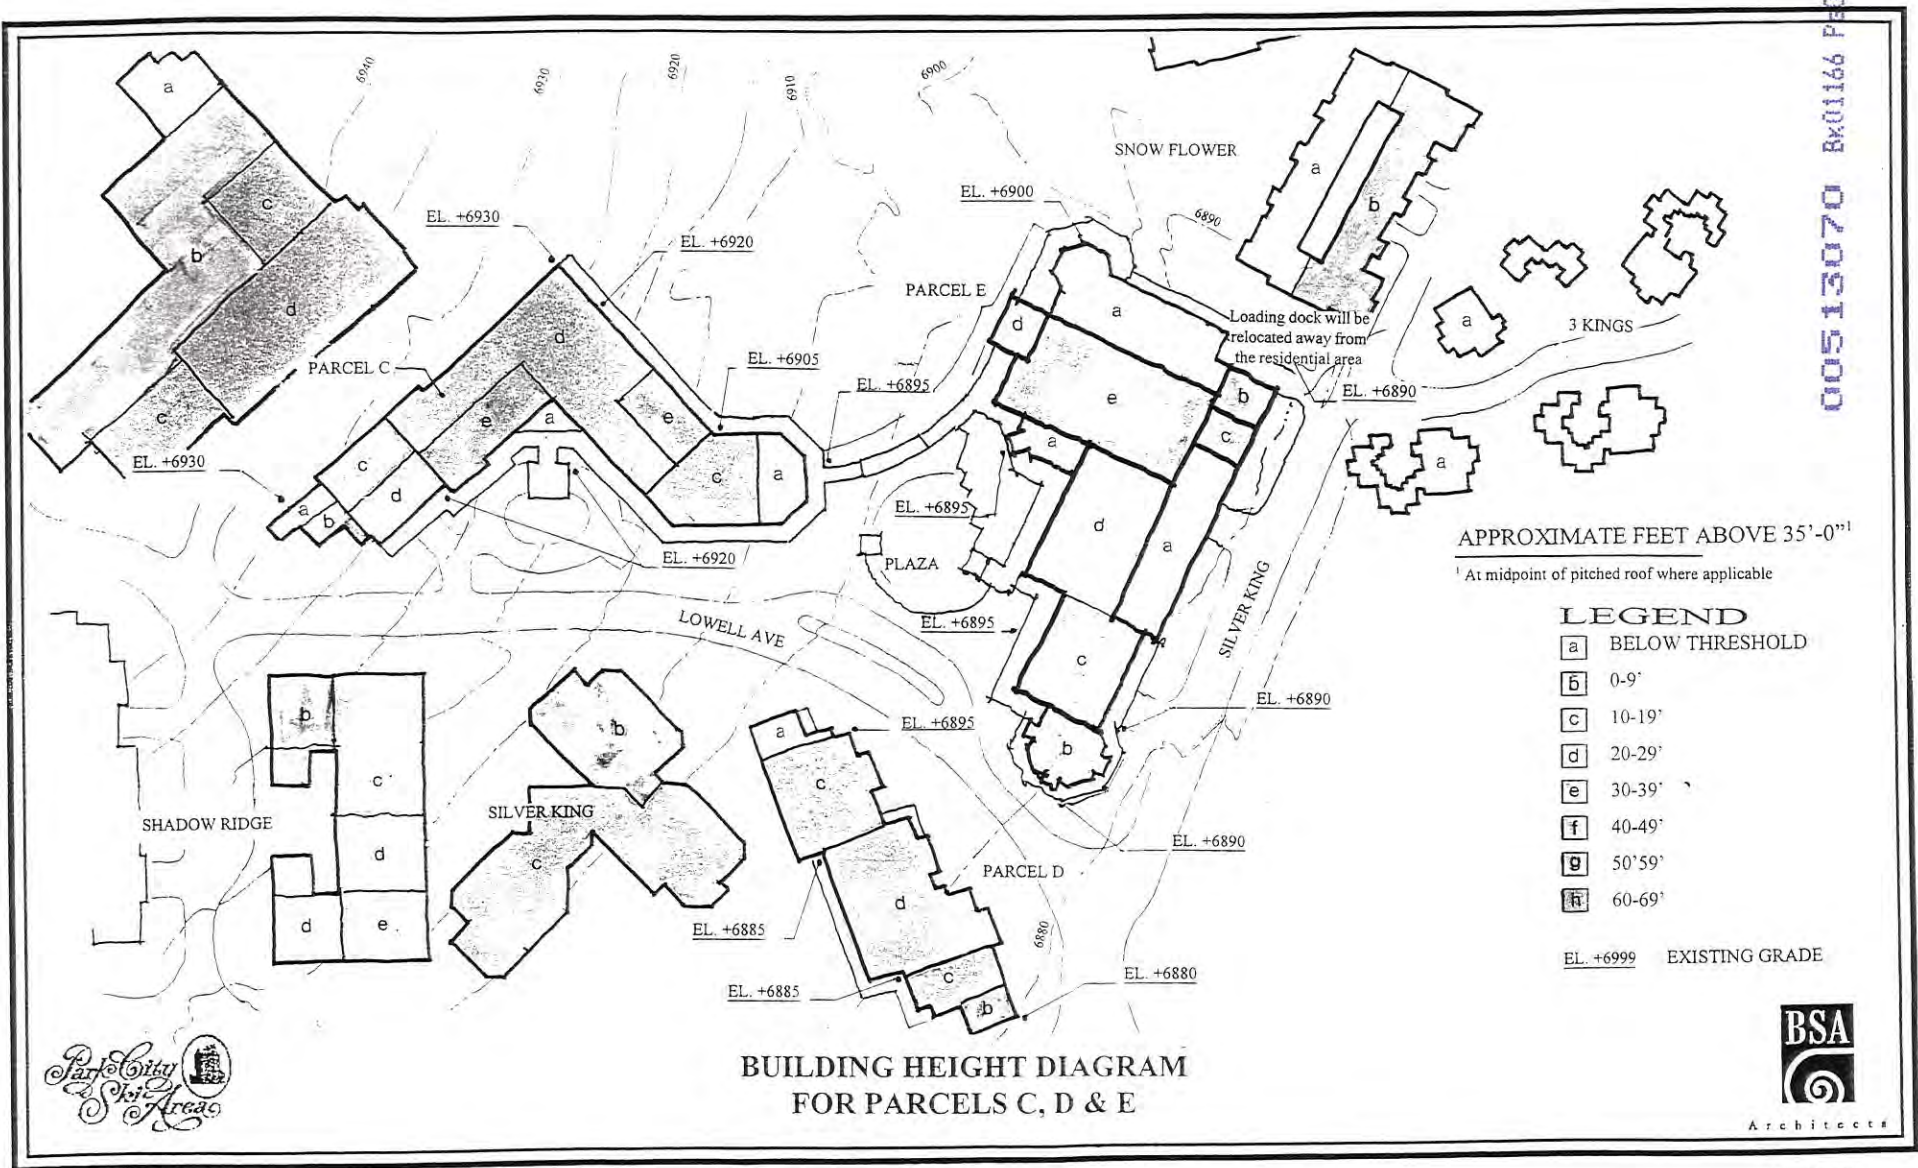 00513070 BK01166
6940
6930
6920
6910
6900
a
c
b
d
c
SNOW FLOWER
a
b
EL. +6900
6890
EL. +6930
EL. +6920
PARCEL E
a
d
Loading dock will be
relocated away from
the residential area
a
3 KINGS
d
PARCEL C
EL. +6905
EL. +6895
EL. +6890
e
e
a
e
b
c
a
EL. +6930
c
d
c
a
a
a
b
EL. +6895
d
a
APPROXIMATE FEET ABOVE 35'-0"¹
¹ At midpoint of pitched roof where applicable
EL. +6920
PLAZA
SILVER KING
LEGEND
a BELOW THRESHOLD
b 0-9'
c 10-19'
d 20-29'
e 30-39'
f 40-49'
g 50'59'
h 60-69'
EL. +6999 EXISTING GRADE
LOWELL AVE
EL. +6895
c
EL. +6890
b
b
b
a
EL. +6895
c
c
SHADOW RIDGE
SILVER KING
c
d
EL. +6890
PARCEL D
d
d
e
EL. +6885
6880
c
EL. +6880
EL. +6885
b
Park City
Ski Area
BUILDING HEIGHT DIAGRAM
FOR PARCELS C, D & E
BSA
Architects